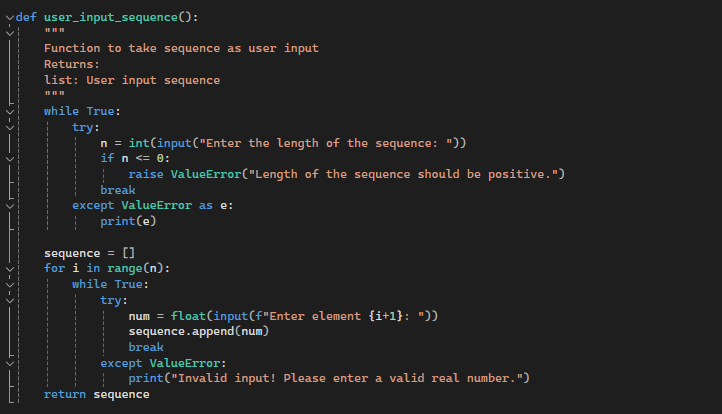 def user_input_sequence():
    """
    Function to take sequence as user input
    Returns:
    list: User input sequence
    """
    while True:
        try:
            n = int(input("Enter the length of the sequence: "))
            if n <= 0:
                raise ValueError("Length of the sequence should be positive.")
            break
        except ValueError as e:
            print(e)

    sequence = []
    for i in range(n):
        while True:
            try:
                num = float(input(f"Enter element {i+1}: "))
                sequence.append(num)
                break
            except ValueError:
                print("Invalid input! Please enter a valid real number.")
    return sequence